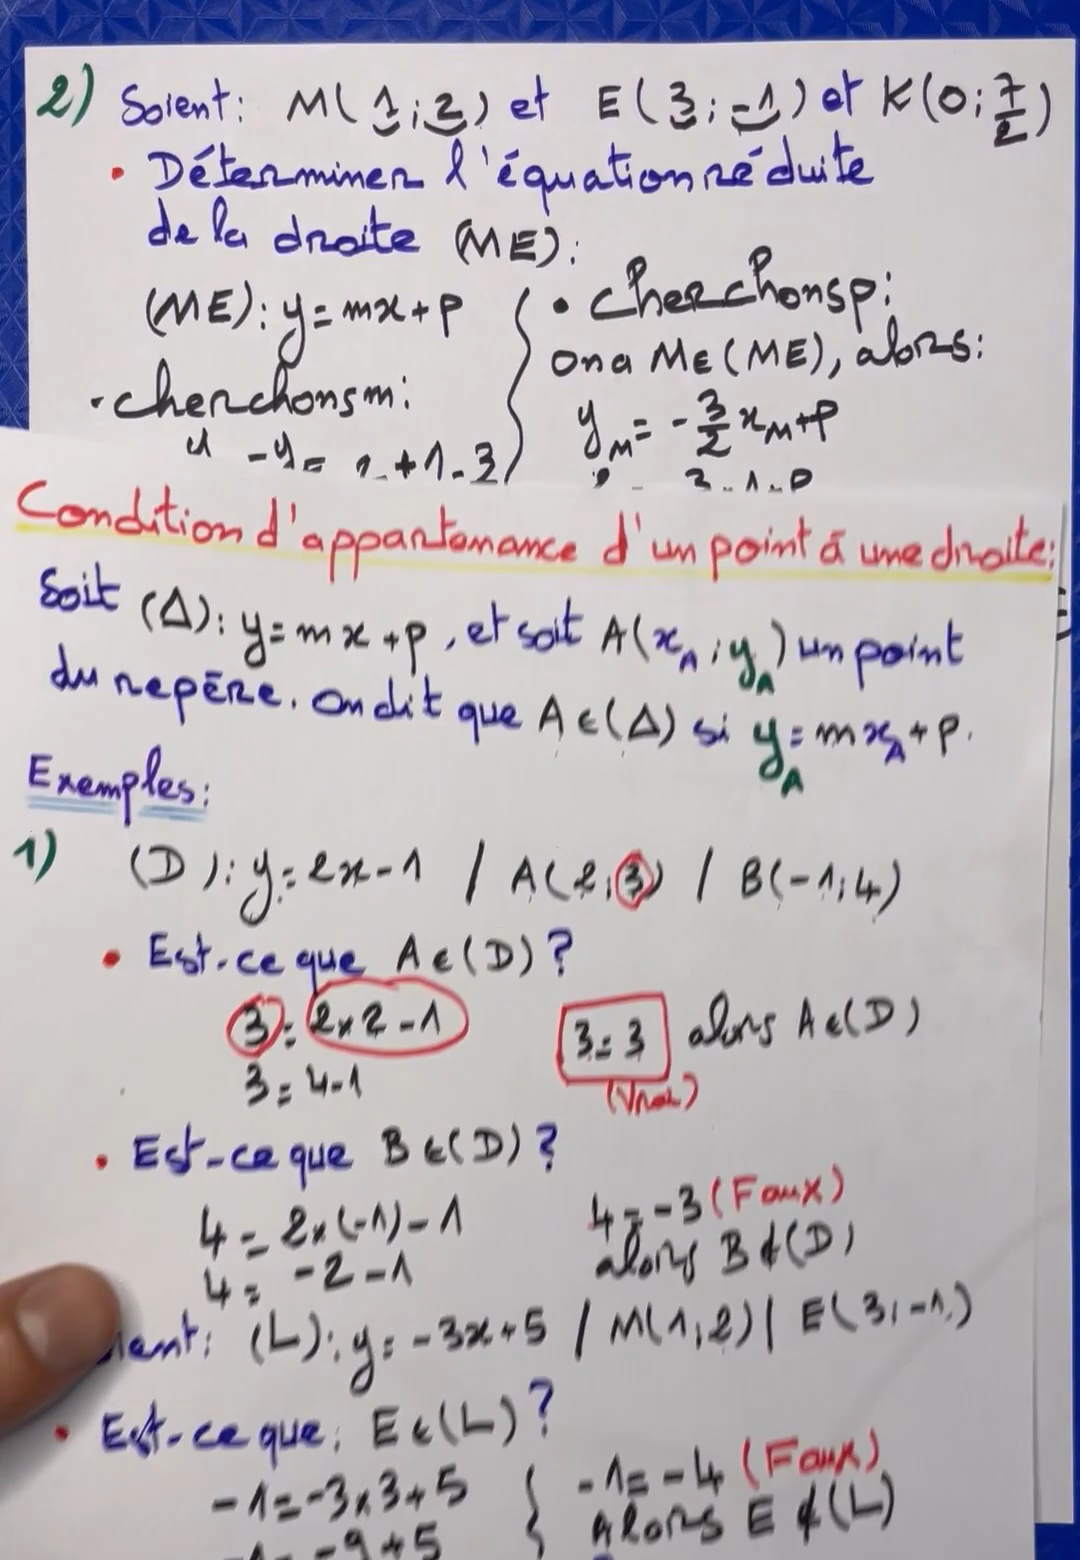 2) Soient: M(1;2) et E(3;-1) et K(0;7/2)
• Déterminer l'équation réduite
de la droite (ME):
(ME): y=mx+p
• cherchons m:
• cherchons p:
on a M∈(ME), alors:
y_M = -3/2 x_M + p
Condition d'appartenance d'un point à une droite:
Soit (Δ): y=mx+p, et soit A(x_A; y_A) un point
du repère. On dit que A∈(Δ) si y_A = mx_A + p.
Exemples:
1) (D): y=2x-1 / A(2;3) / B(-1;4)
• Est-ce que A∈(D)?
3 = 2×2-1
3 = 4-1
3 = 3 alors A∈(D)
(Vrai)
• Est-ce que B∈(D)?
4 = 2×(-1)-1
4 = -2-1
4 = -3 (Faux)
alors B∉(D)
(L): y=-3x+5 / M(1;2) | E(3;-1)
• Est-ce que: E∈(L)?
-1=-3×3+5
-9+5
-1 = -4 (Faux)
Alors E∉(L)